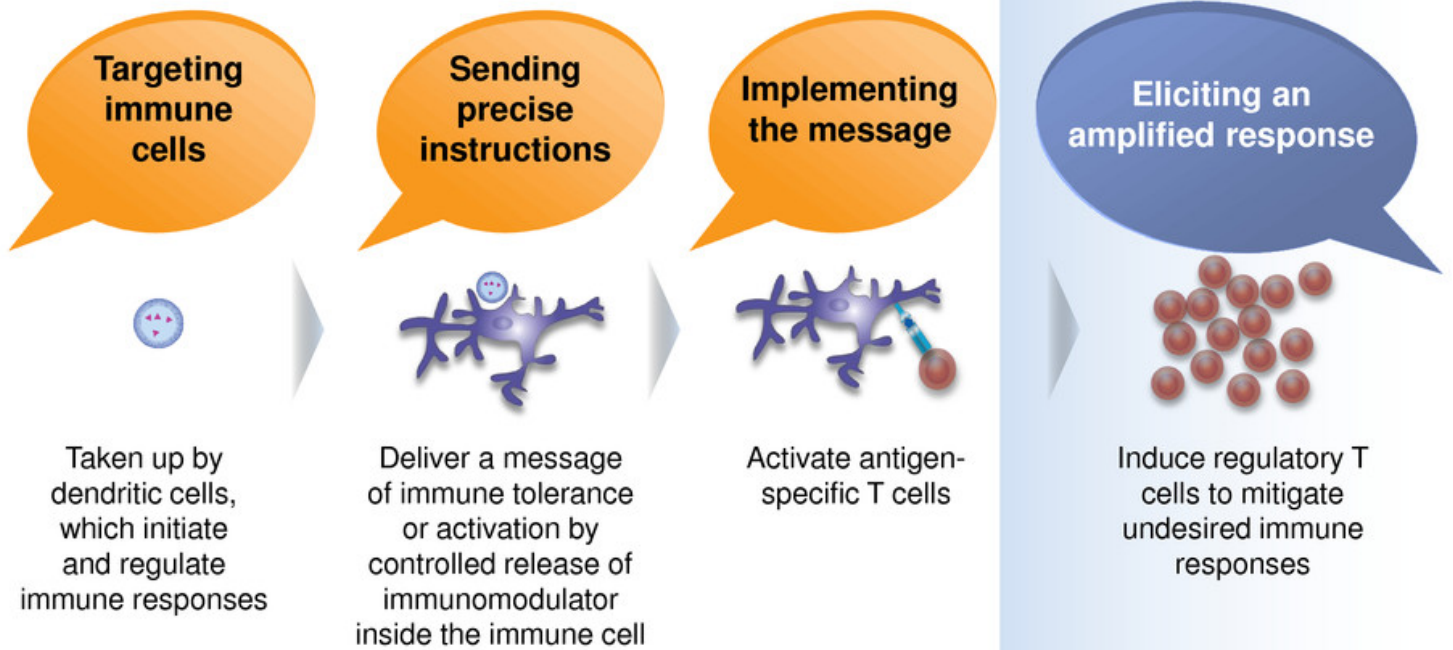 Targeting
immune
cells
Sending
precise
instructions
Implementing
the message
Eliciting an
amplified response
Taken up by
dendritic cells,
which initiate
and regulate
immune responses
Deliver a message
of immune tolerance
or activation by
controlled release of
immunomodulator
inside the immune cell
Activate antigen-
specific T cells
Induce regulatory T
cells to mitigate
undesired immune
responses